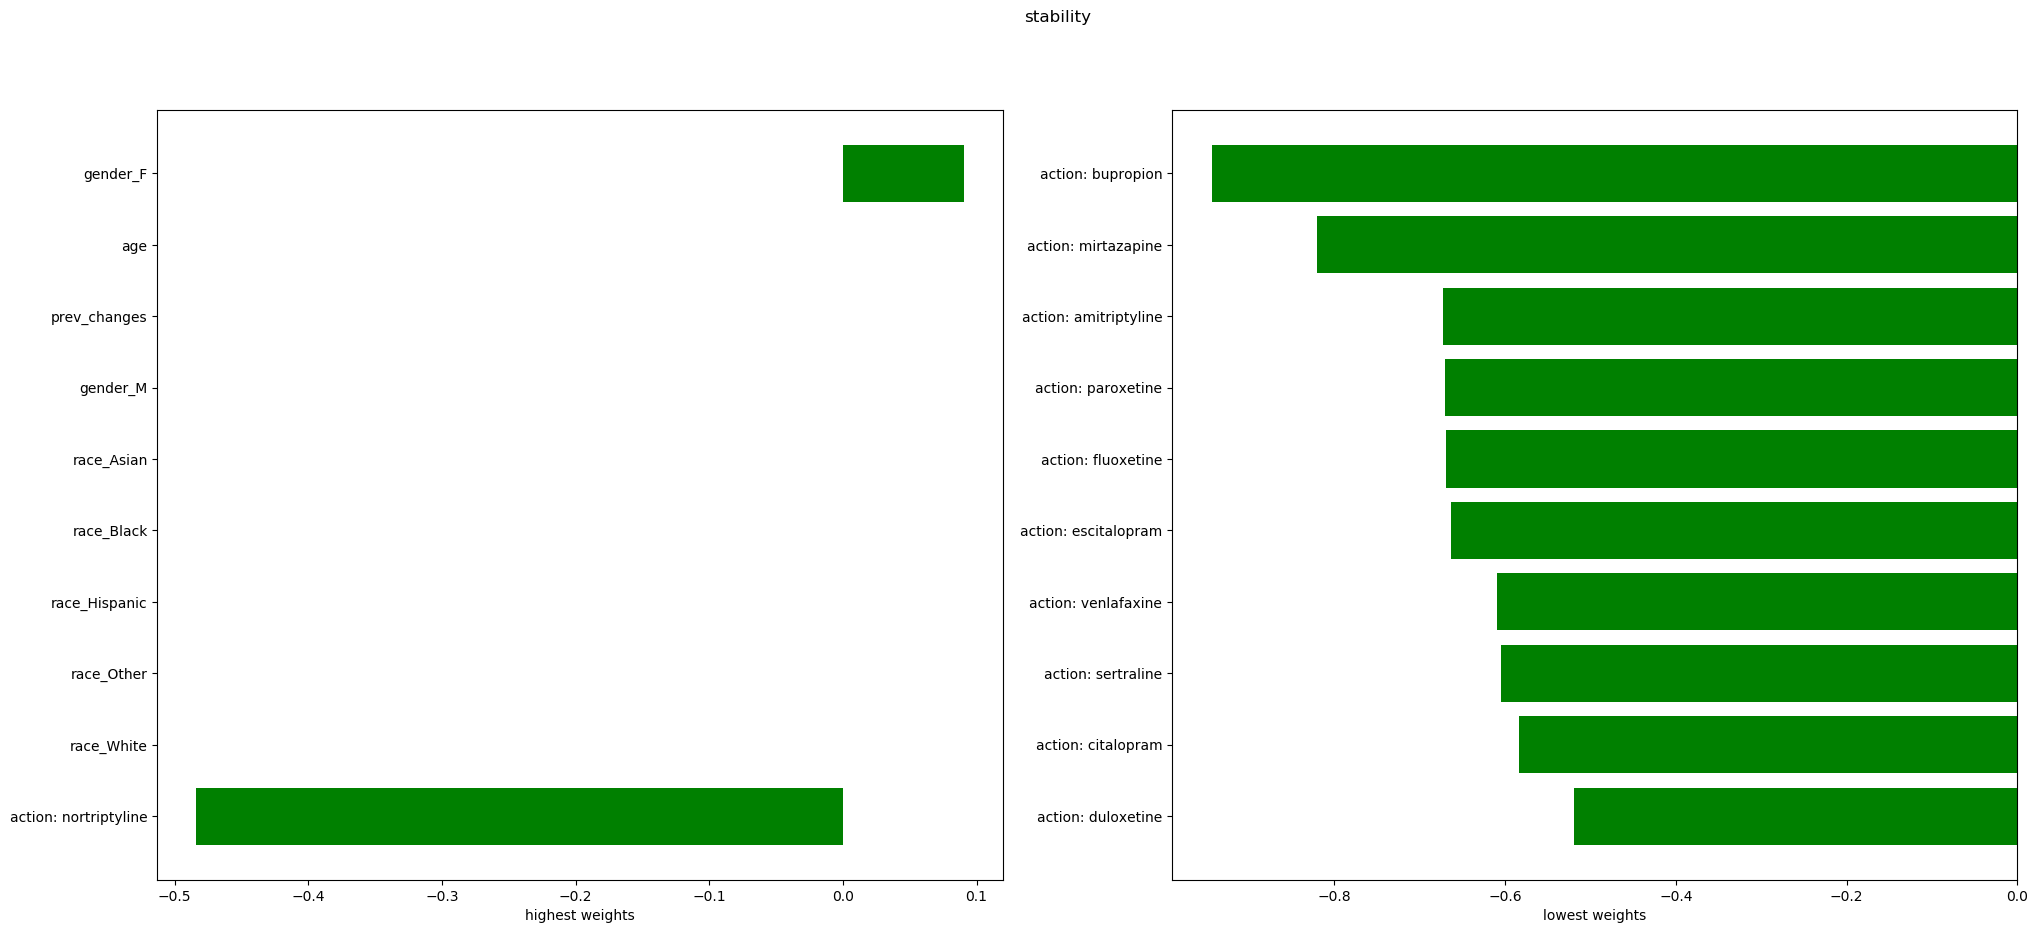 stability
gender_F
age
prev_changes
gender_M
race_Asian
race_Black
race_Hispanic
race_Other
race_White
action: nortriptyline
−0.5 −0.4 −0.3 −0.2 −0.1 0.0 0.1
highest weights
action: bupropion
action: mirtazapine
action: amitriptyline
action: paroxetine
action: fluoxetine
action: escitalopram
action: venlafaxine
action: sertraline
action: citalopram
action: duloxetine
−0.8 −0.6 −0.4 −0.2 0.0
lowest weights